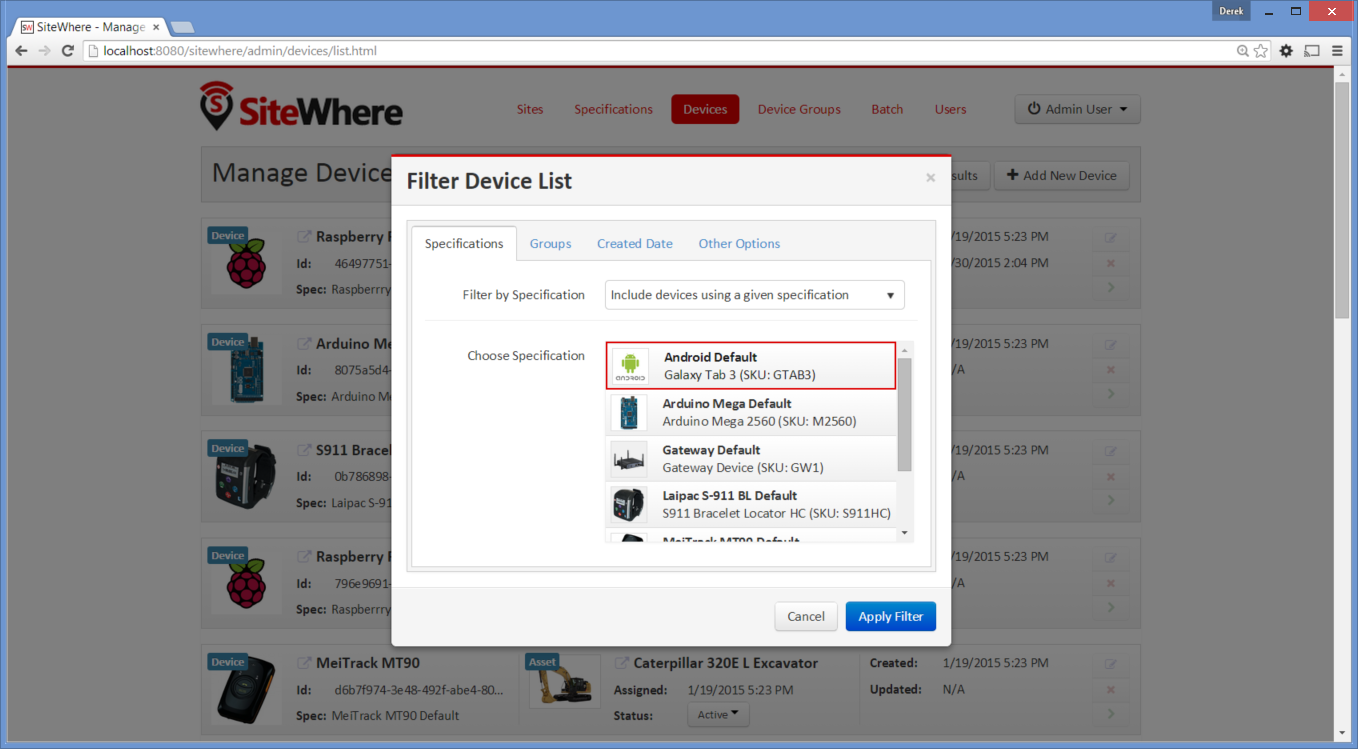 Derek
SiteWhere - Manage
localhost:8080/sitewhere/admin/devices/list.html
SiteWhere
Sites
Specifications
Devices
Device Groups
Batch
Users
Admin User
Manage Device
sults
Add New Device
Filter Device List
Specifications
Groups
Created Date
Other Options
Filter by Specification
Include devices using a given specification
Choose Specification
Android Default
Galaxy Tab 3 (SKU: GTAB3)
Arduino Mega Default
Arduino Mega 2560 (SKU: M2560)
Gateway Default
Gateway Device (SKU: GW1)
Laipac S-911 BL Default
S911 Bracelet Locator HC (SKU: S911HC)
MeiTrack MT90 Default
Cancel
Apply Filter
Device
Raspberry
Id: 46497751-
Spec: Raspberrry
/19/2015 5:23 PM
/30/2015 2:04 PM
Device
Arduino Me
Id: 8075a5d4-
Spec: Arduino M
/19/2015 5:23 PM
/A
Device
S911 Bracel
Id: 0b786898-
Spec: Laipac S-91
/19/2015 5:23 PM
/A
Device
Raspberry
Id: 796e9691-
Spec: Raspberrry
/19/2015 5:23 PM
/A
Device
MeiTrack MT90
Id: d6b7f974-3e48-492f-abe4-80...
Spec: MeiTrack MT90 Default
Asset
Caterpillar 320E L Excavator
Assigned: 1/19/2015 5:23 PM
Status: Active
Created: 1/19/2015 5:23 PM
Updated: N/A